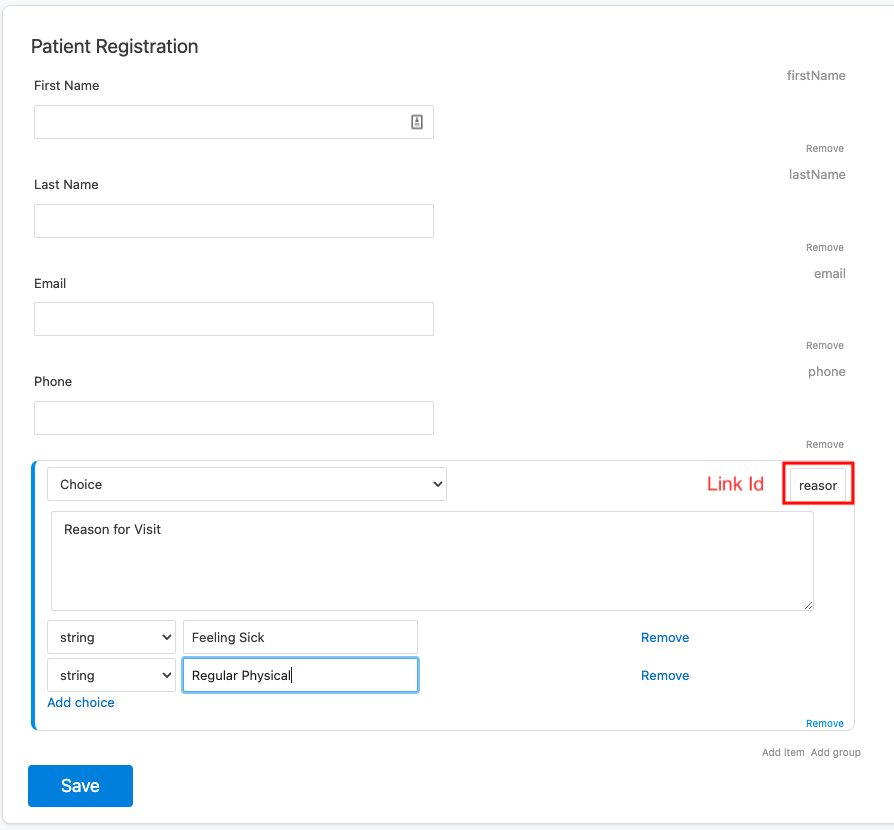 Patient Registration
First Name
firstName
Remove
Last Name
lastName
Remove
Email
email
Remove
Phone
phone
Remove
Choice
Link Id
reasor
Reason for Visit
string
Feeling Sick
Remove
string
Regular Physical
Remove
Add choice
Remove
Add item
Add group
Save